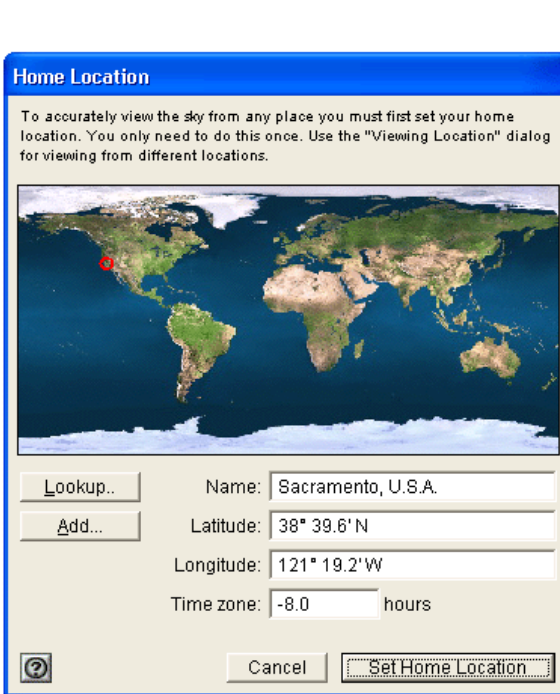 Home Location
To accurately view the sky from any place you must first set your home
location. You only need to do this once. Use the "Viewing Location" dialog
for viewing from different locations.
Lookup.. Name: Sacramento, U.S.A.
Add... Latitude: 38° 39.6' N
Longitude: 121° 19.2' W
Time zone: -8.0 hours
? Cancel Set Home Location